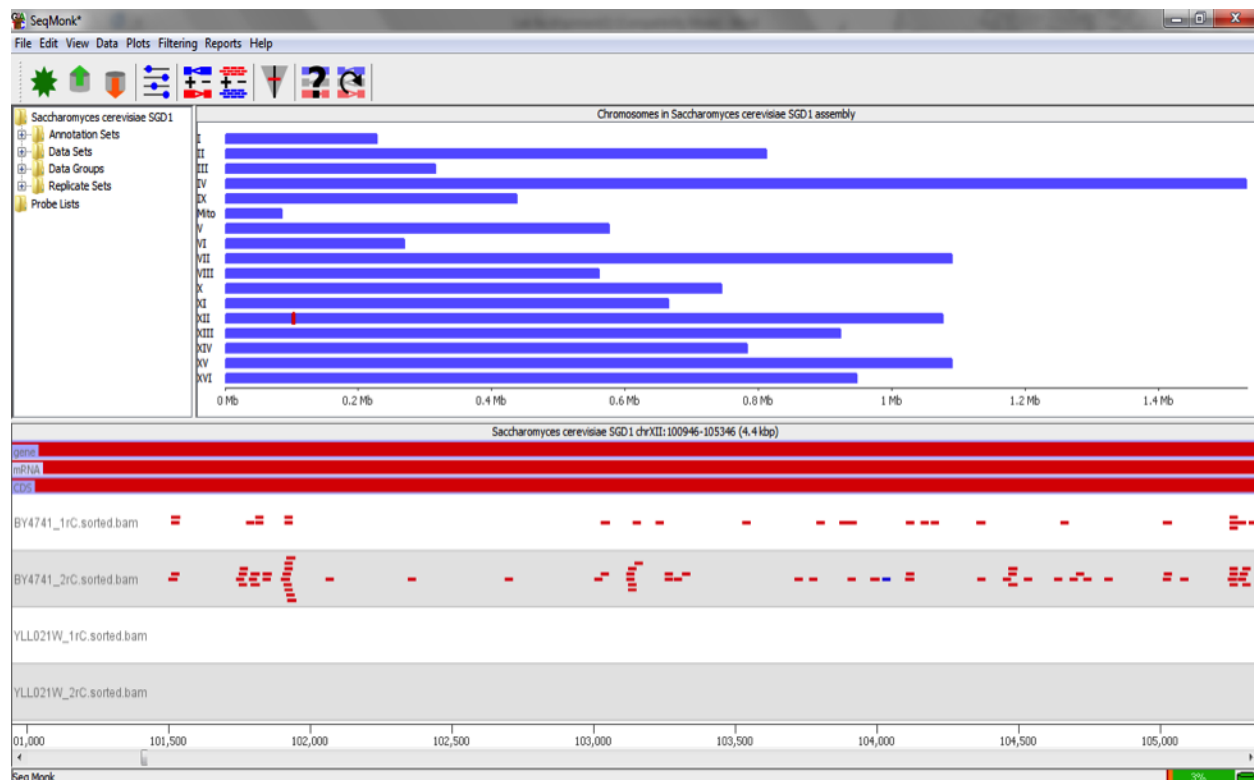 SeqMonk*
File Edit View Data Plots Filtering Reports Help
Saccharomyces cerevisiae SGD1
Annotation Sets
Data Sets
Data Groups
Replicate Sets
Probe Lists
Chromosomes in Saccharomyces cerevisiae SGD1 assembly
I
II
III
IV
IX
Mito
V
VI
VII
VIII
X
XI
XII
XIII
XIV
XV
XVI
0 Mb 0.2 Mb 0.4 Mb 0.6 Mb 0.8 Mb 1 Mb 1.2 Mb 1.4 Mb
Saccharomyces cerevisiae SGD1 chrXII:100946-105346 (4.4 kbp)
gene
mRNA
CDS
BY4741_1rC.sorted.bam
BY4741_2rC.sorted.bam
YLL021W_1rC.sorted.bam
YLL021W_2rC.sorted.bam
01,000 101,500 102,000 102,500 103,000 103,500 104,000 104,500 105,000
Seq Monk 3%